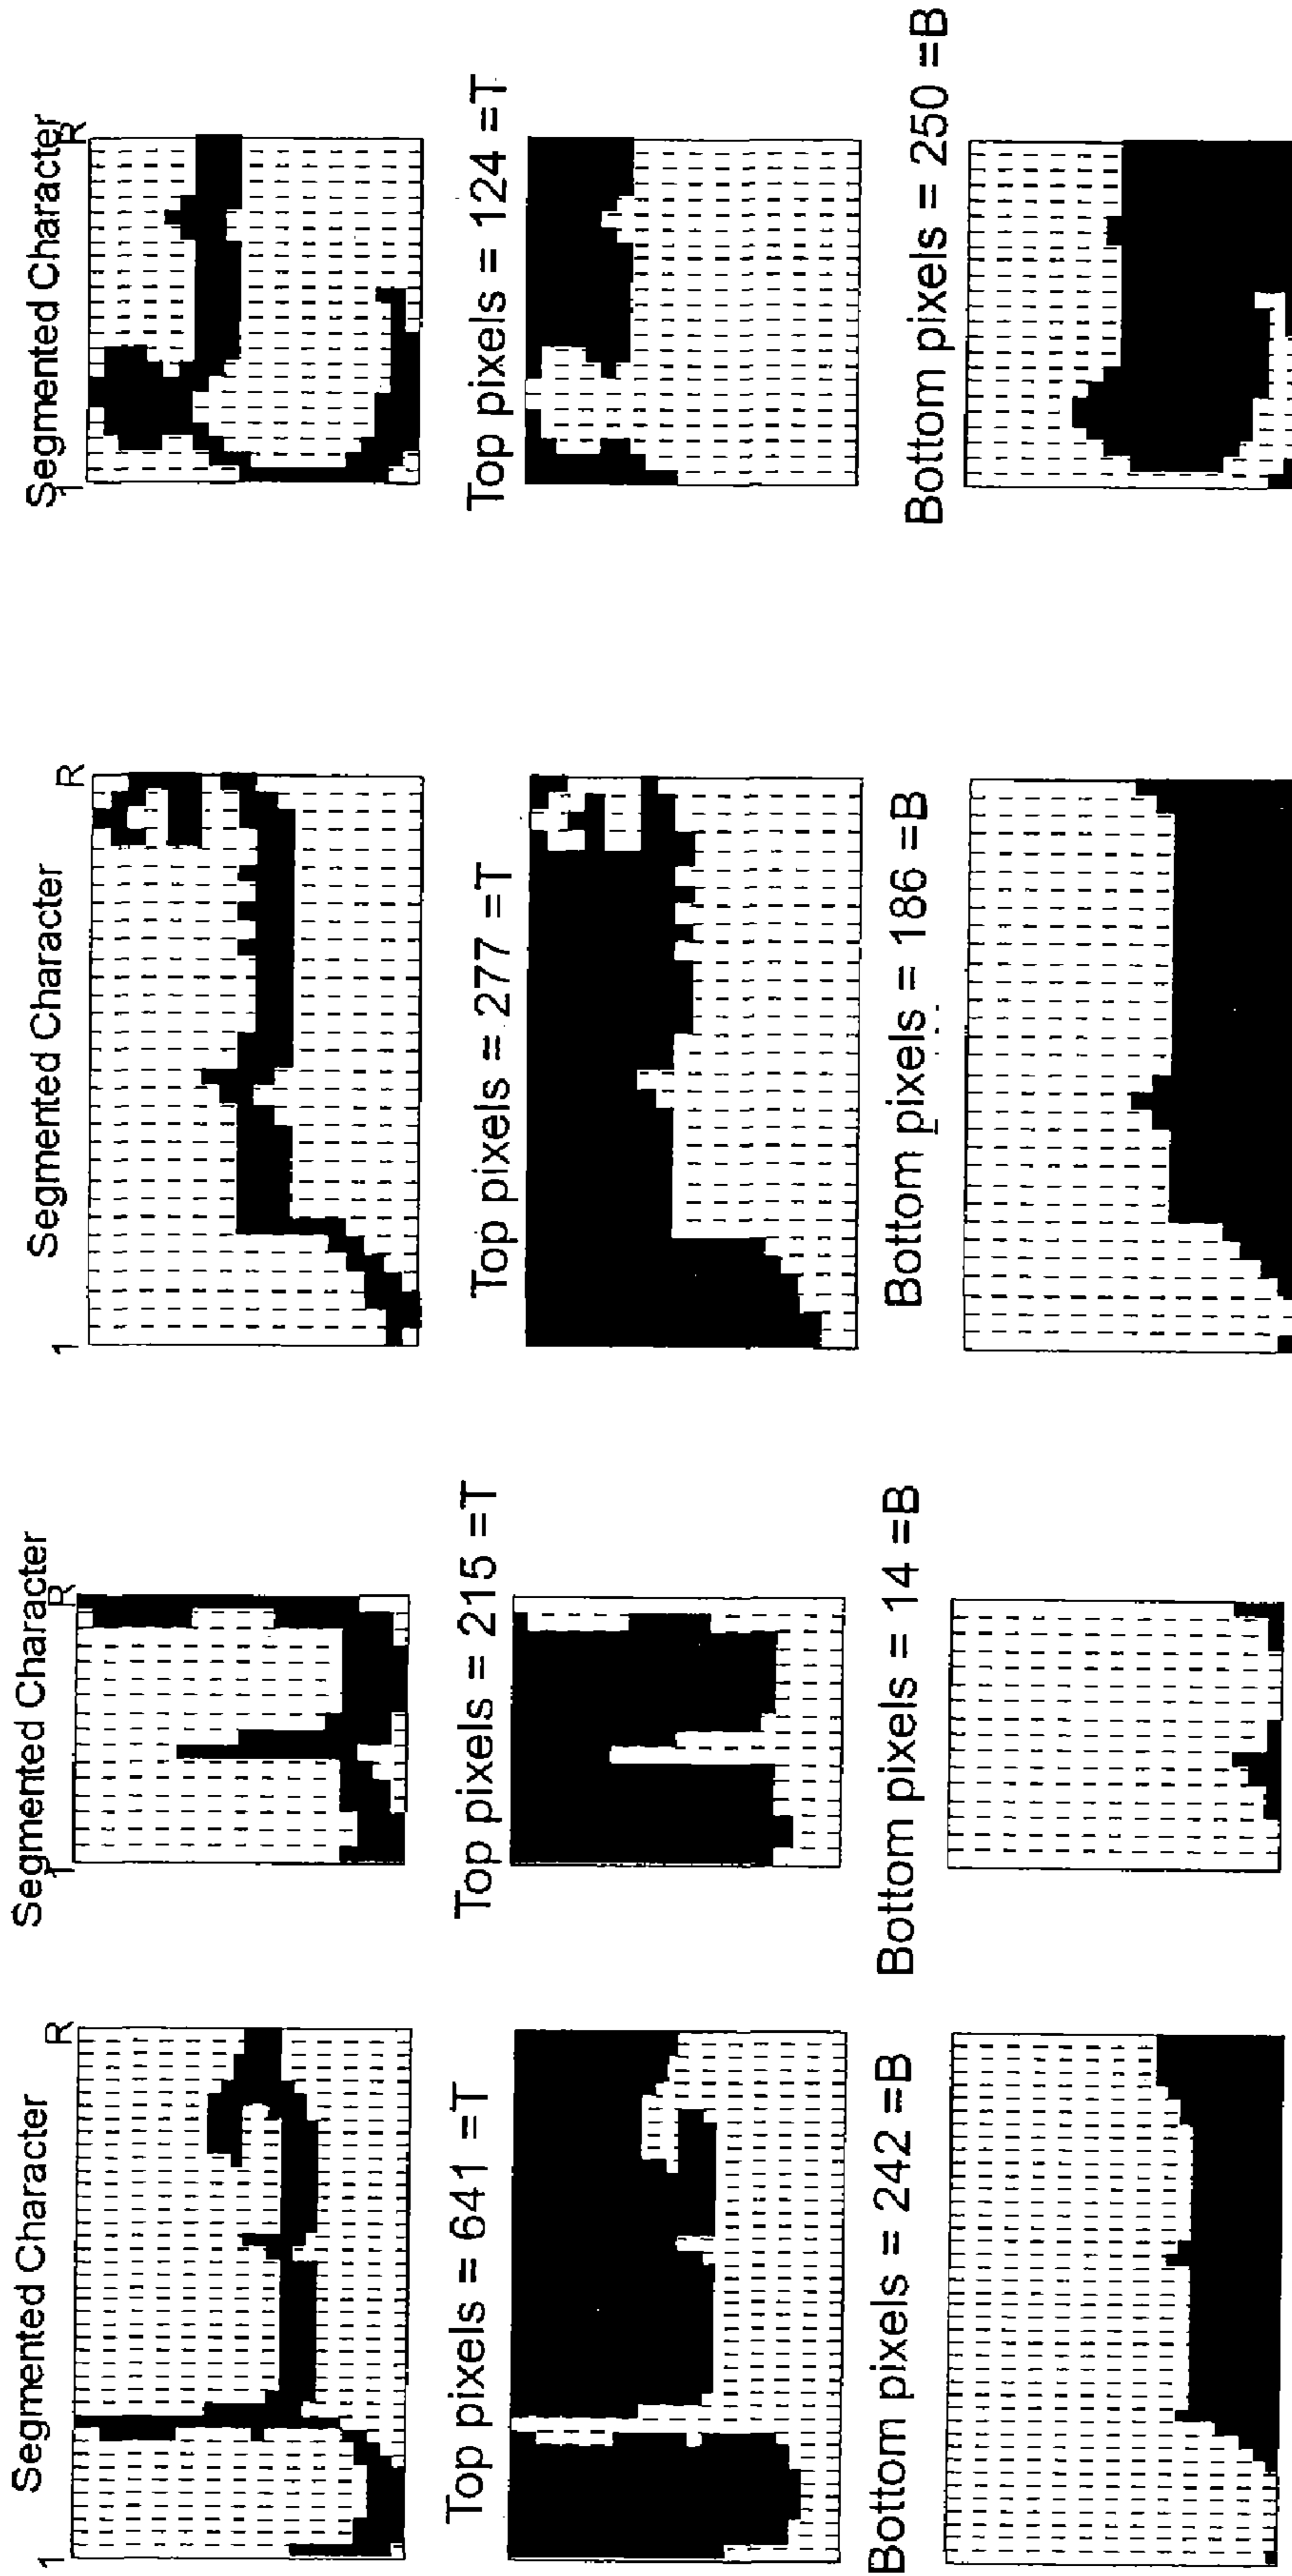 Segmented Character Segmented Character Segmented Character Segmented Character
1 R 1 R 1 R 1 R
Top pixels = 641 =T Top pixels = 215 =T Top pixels = 277 =T Top pixels = 124 =T
Bottom pixels = 242 =B Bottom pixels = 14 =B Bottom pixels = 186 =B Bottom pixels = 250 =B